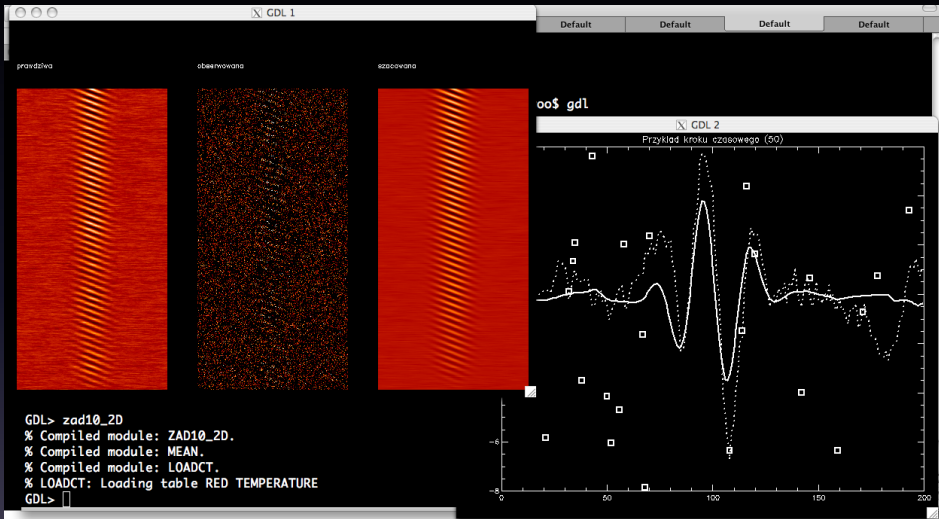 GDL 1
Default Default Default Default
prawdziwa obserwowana szacowana
oo$ gdl
GDL 2
Przyklad kroku czasowego (50)
GDL> zad10_2D
% Compiled module: ZAD10_2D.
% Compiled module: MEAN.
% Compiled module: LOADCT.
% LOADCT: Loading table RED TEMPERATURE
GDL>
-6
-8
0 50 100 150 200